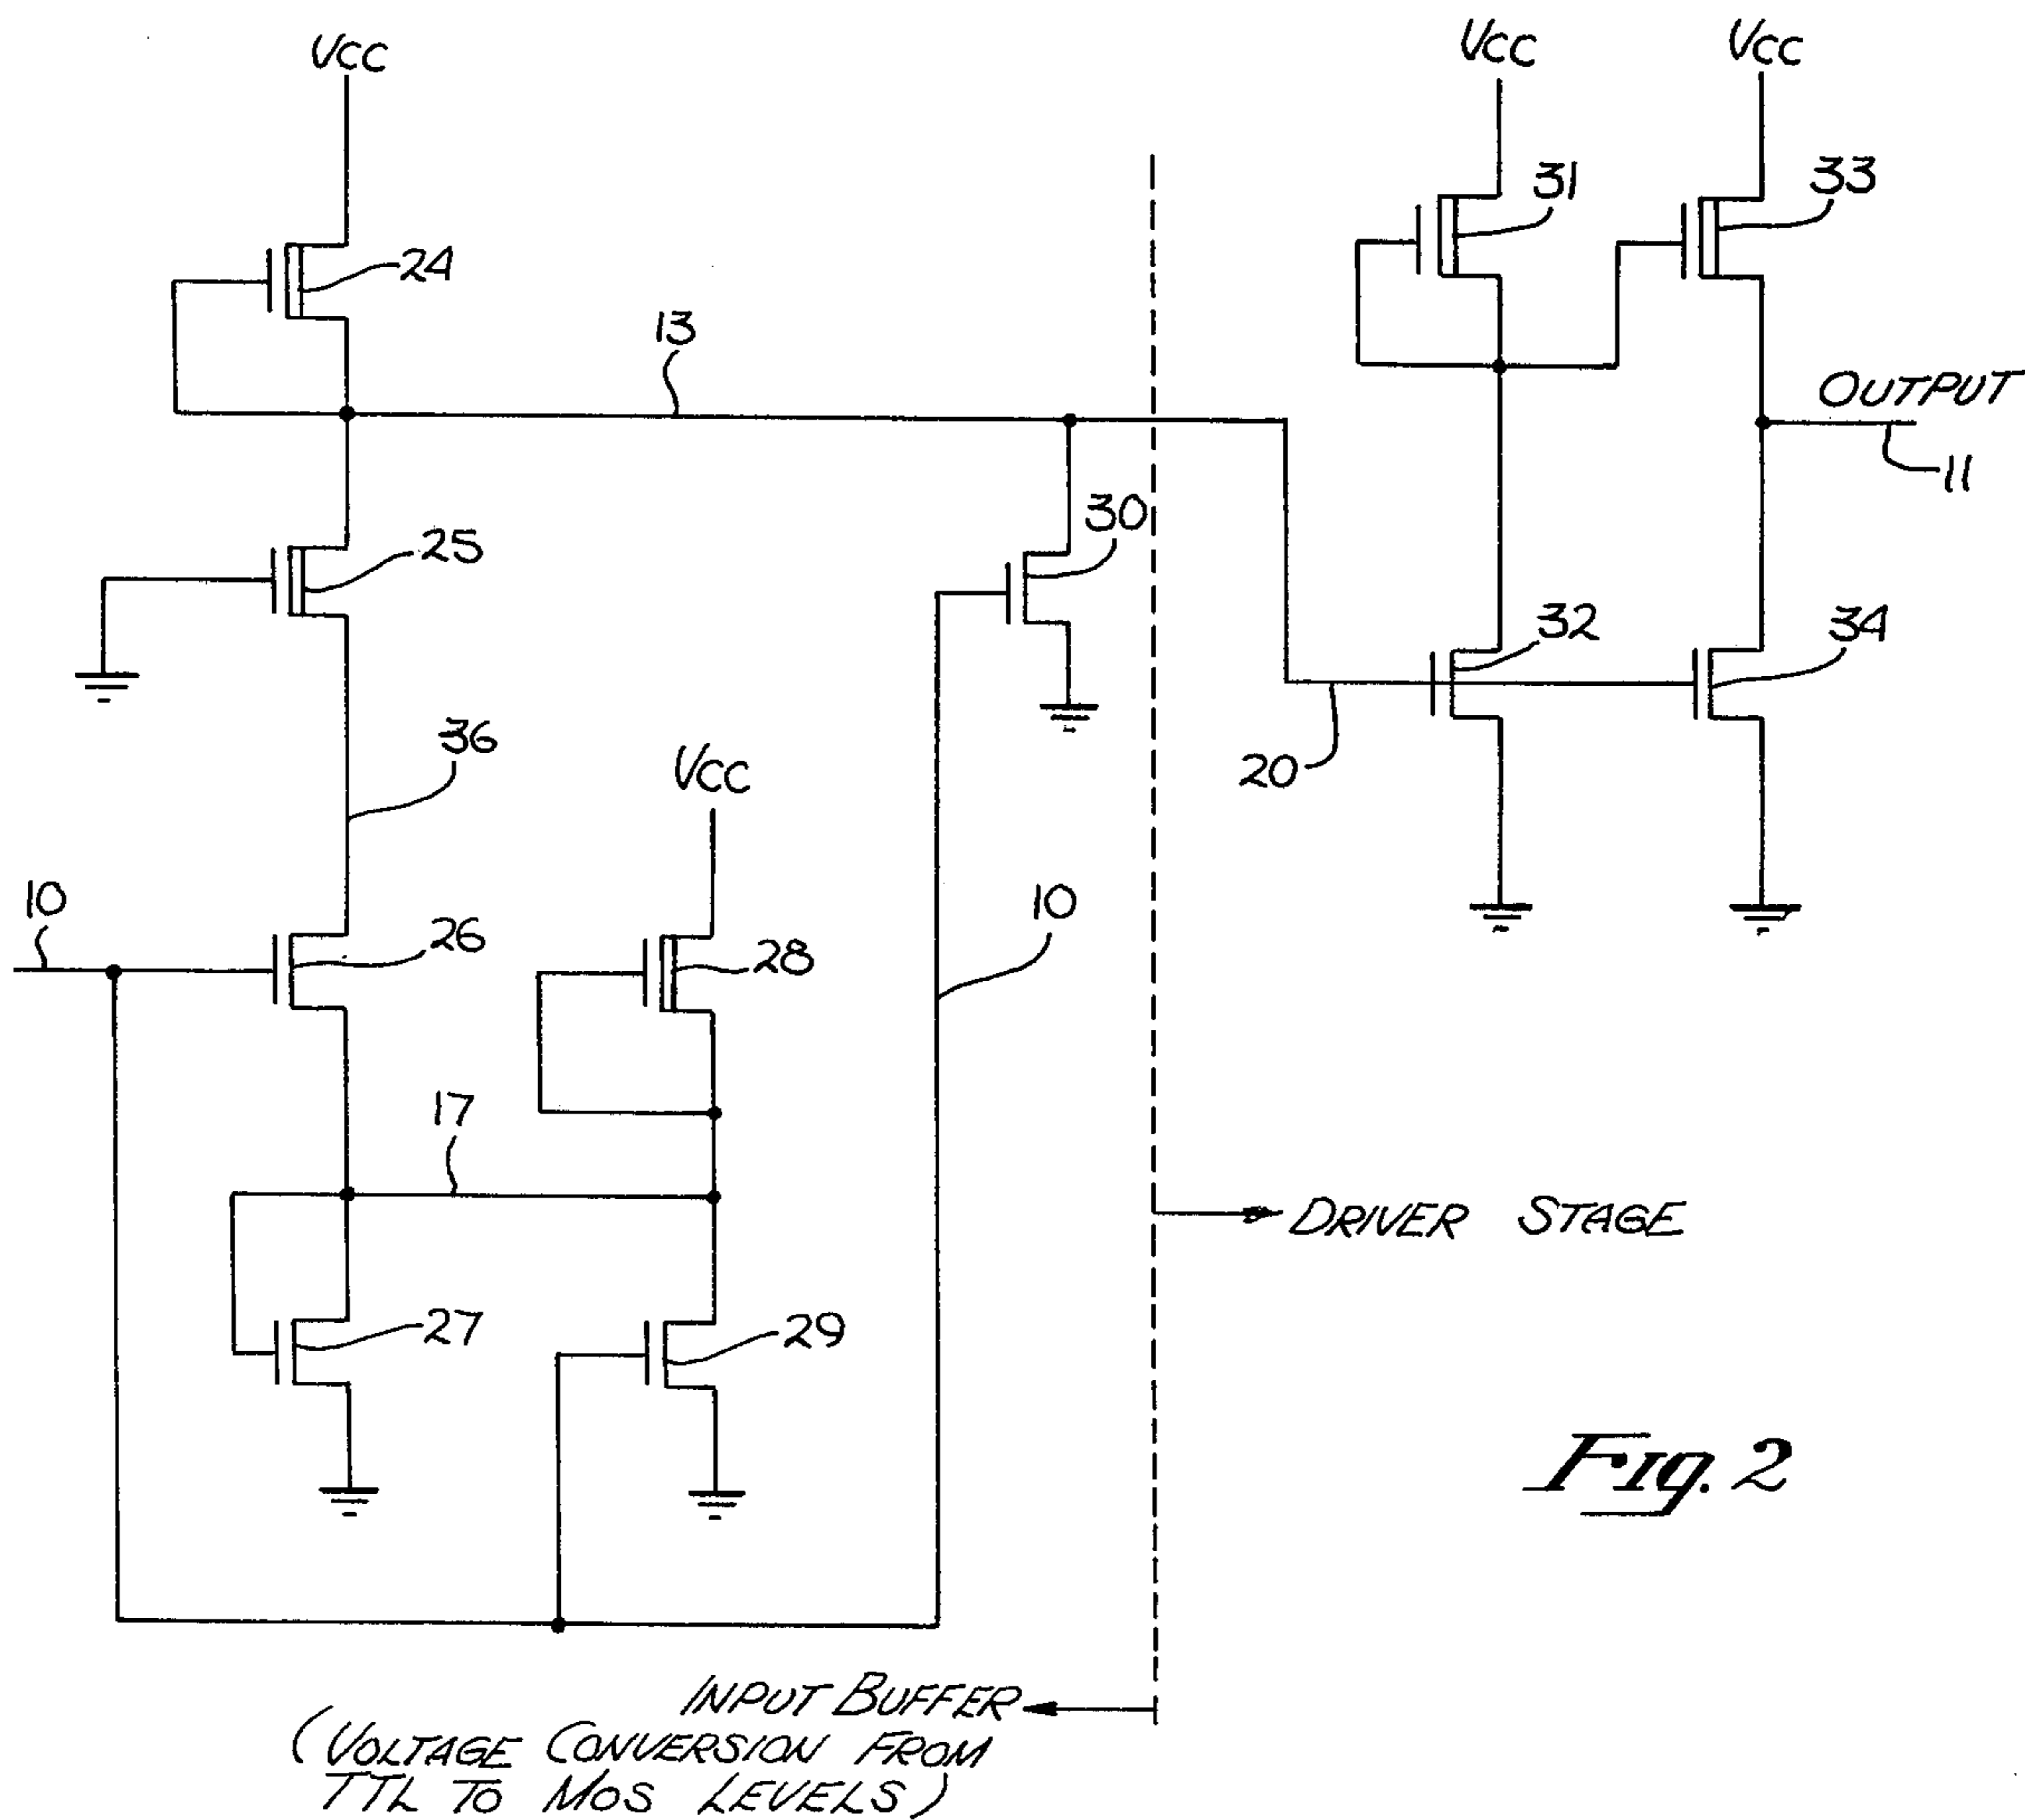 VCC
VCC
VCC
31
33
24
13
OUTPUT
11
25
30
32
34
36
20
VCC
10
26
28
10
17
DRIVER STAGE
27
29
Fig. 2
INPUT BUFFER
(VOLTAGE CONVERSION FROM
TTL TO MOS LEVELS)